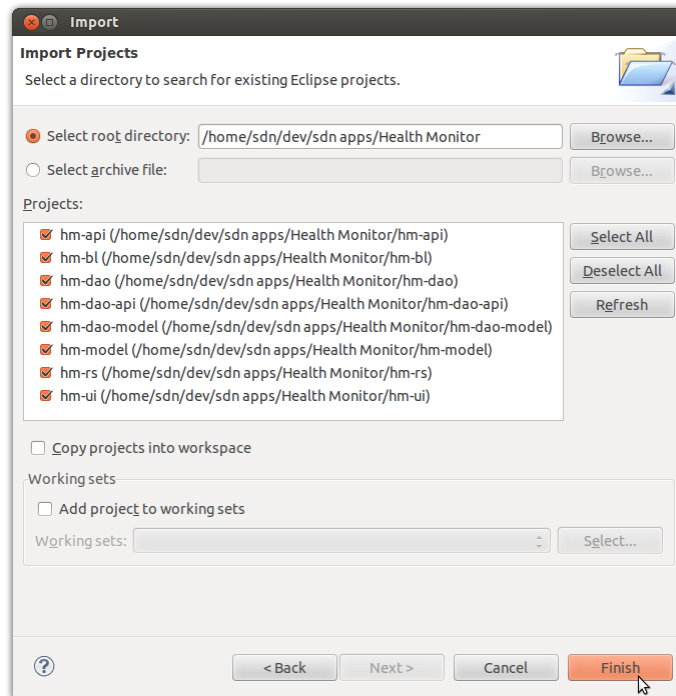 Import
Import Projects
Select a directory to search for existing Eclipse projects.
Select root directory: /home/sdn/dev/sdn apps/Health Monitor Browse...
Select archive file: Browse...
Projects:
hm-api (/home/sdn/dev/sdn apps/Health Monitor/hm-api)
hm-bl (/home/sdn/dev/sdn apps/Health Monitor/hm-bl)
hm-dao (/home/sdn/dev/sdn apps/Health Monitor/hm-dao)
hm-dao-api (/home/sdn/dev/sdn apps/Health Monitor/hm-dao-api)
hm-dao-model (/home/sdn/dev/sdn apps/Health Monitor/hm-dao-model)
hm-model (/home/sdn/dev/sdn apps/Health Monitor/hm-model)
hm-rs (/home/sdn/dev/sdn apps/Health Monitor/hm-rs)
hm-ui (/home/sdn/dev/sdn apps/Health Monitor/hm-ui)
Select All
Deselect All
Refresh
Copy projects into workspace
Working sets
Add project to working sets
Working sets: Select...
? < Back Next > Cancel Finish